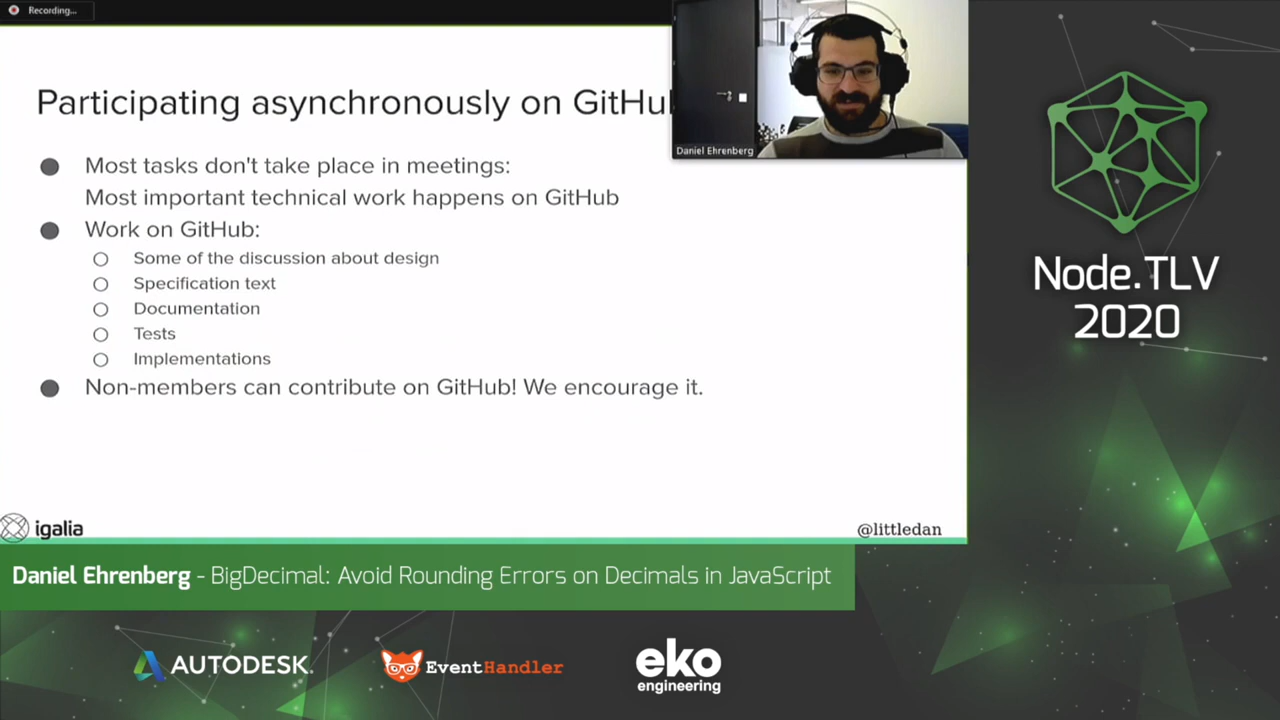 Recording...
Participating asynchronously on GitHu
Daniel Ehrenberg
Most tasks don't take place in meetings:
Most important technical work happens on GitHub
Work on GitHub:
Some of the discussion about design
Specification text
Documentation
Tests
Implementations
Non-members can contribute on GitHub! We encourage it.
igalia
@littledan
Node.TLV
2020
Daniel Ehrenberg - BigDecimal: Avoid Rounding Errors on Decimals in JavaScript
AUTODESK.
EventHandler
eko
engineering